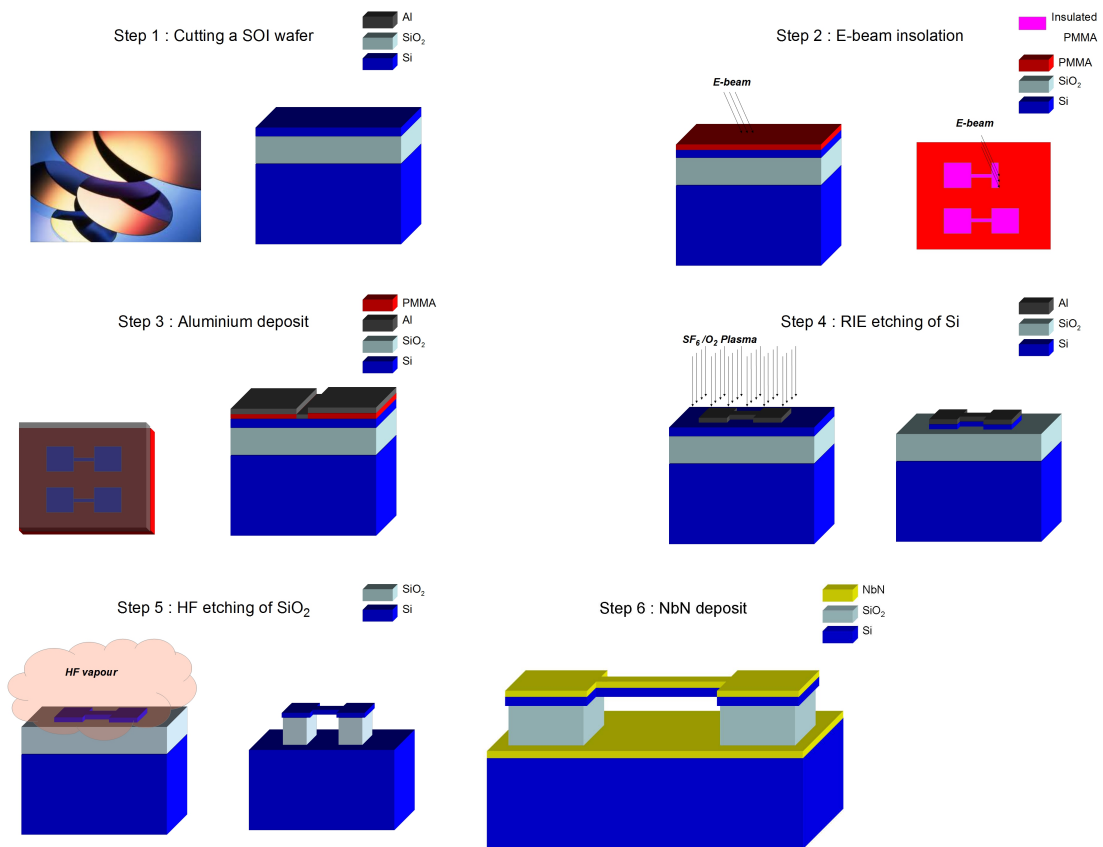 Step 1 : Cutting a SOI wafer
Al
SiO2
Si
Step 2 : E-beam insolation
Insulated
PMMA
PMMA
SiO2
Si
E-beam
E-beam
Step 3 : Aluminium deposit
PMMA
Al
SiO2
Si
Step 4 : RIE etching of Si
Al
SiO2
Si
SF6 /O2 Plasma
Step 5 : HF etching of SiO2
SiO2
Si
HF vapour
Step 6 : NbN deposit
NbN
SiO2
Si